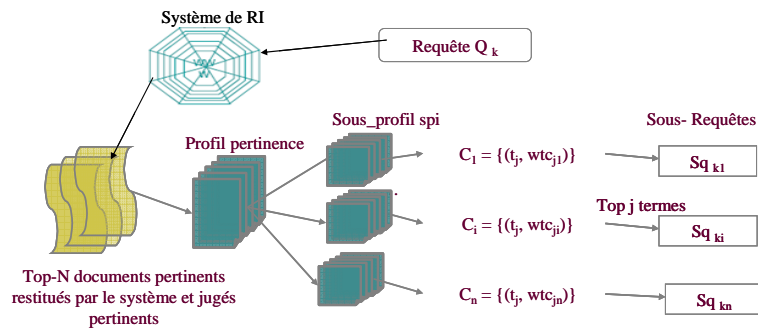 Système de RI
WW
W
Requête Q k
Sous_profil spi
Sous- Requêtes
Profil pertinence
C1 = {(tj, wtcj1)}
Sq k1
Top j termes
Ci = {(tj, wtcji)}
Sq ki
Top-N documents pertinents
restitués par le système et jugés
pertinents
Cn = {(tj, wtcjn)}
Sq kn